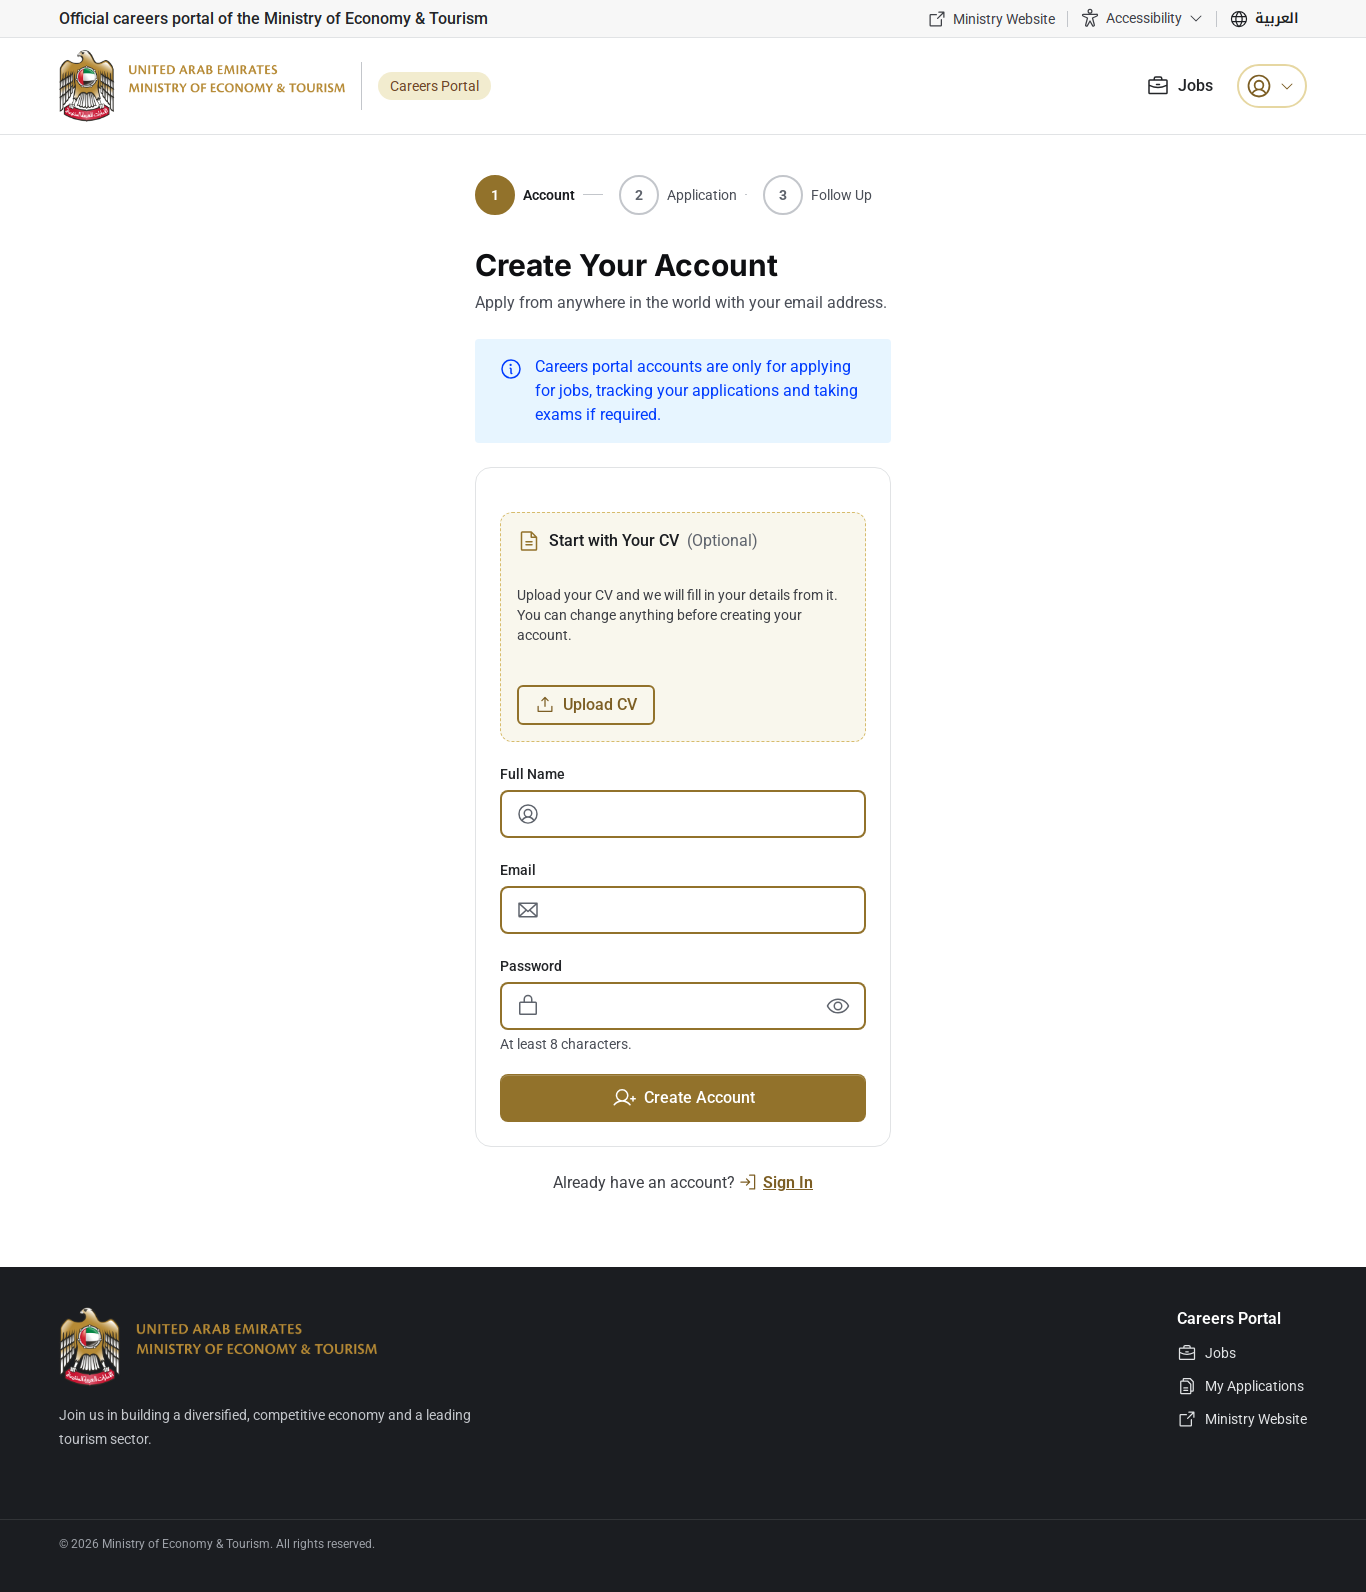 Official careers portal of the Ministry of Economy & Tourism
Ministry Website
Accessibility
العربية
UNITED ARAB EMIRATES
MINISTRY OF ECONOMY & TOURISM
Careers Portal
Jobs
1 Account
2 Application
3 Follow Up
Create Your Account
Apply from anywhere in the world with your email address.
Careers portal accounts are only for applying
for jobs, tracking your applications and taking
exams if required.
Start with Your CV (Optional)
Upload your CV and we will fill in your details from it.
You can change anything before creating your
account.
Upload CV
Full Name
Email
Password
At least 8 characters.
Create Account
Already have an account? Sign In
UNITED ARAB EMIRATES
MINISTRY OF ECONOMY & TOURISM
Join us in building a diversified, competitive economy and a leading
tourism sector.
Careers Portal
Jobs
My Applications
Ministry Website
© 2026 Ministry of Economy & Tourism. All rights reserved.